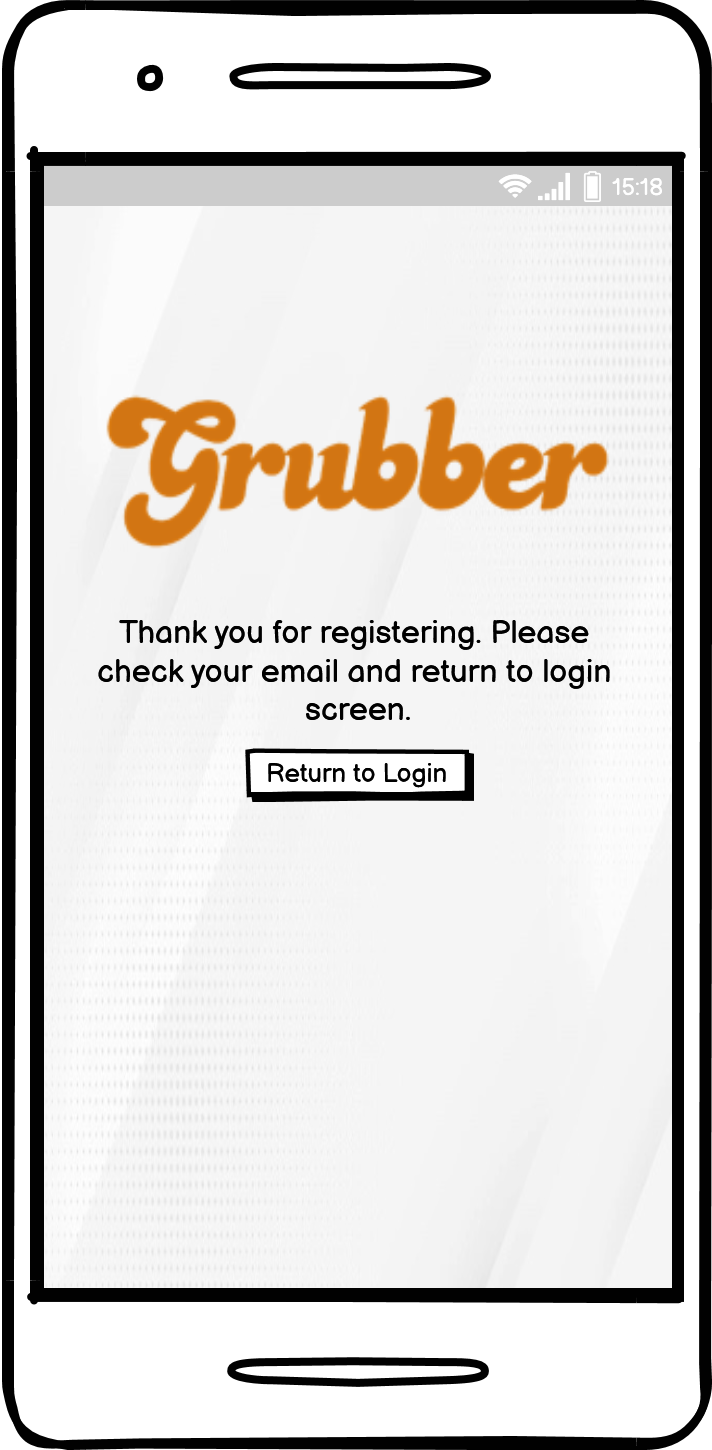 15:18
Grubber
Thank you for registering. Please
check your email and return to login
screen.
Return to Login